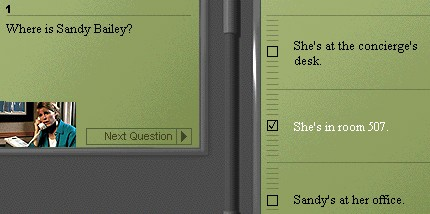 1
Where is Sandy Bailey?
Next Question
She's at the concierge's
desk.
She's in room 507.
Sandy's at her office.